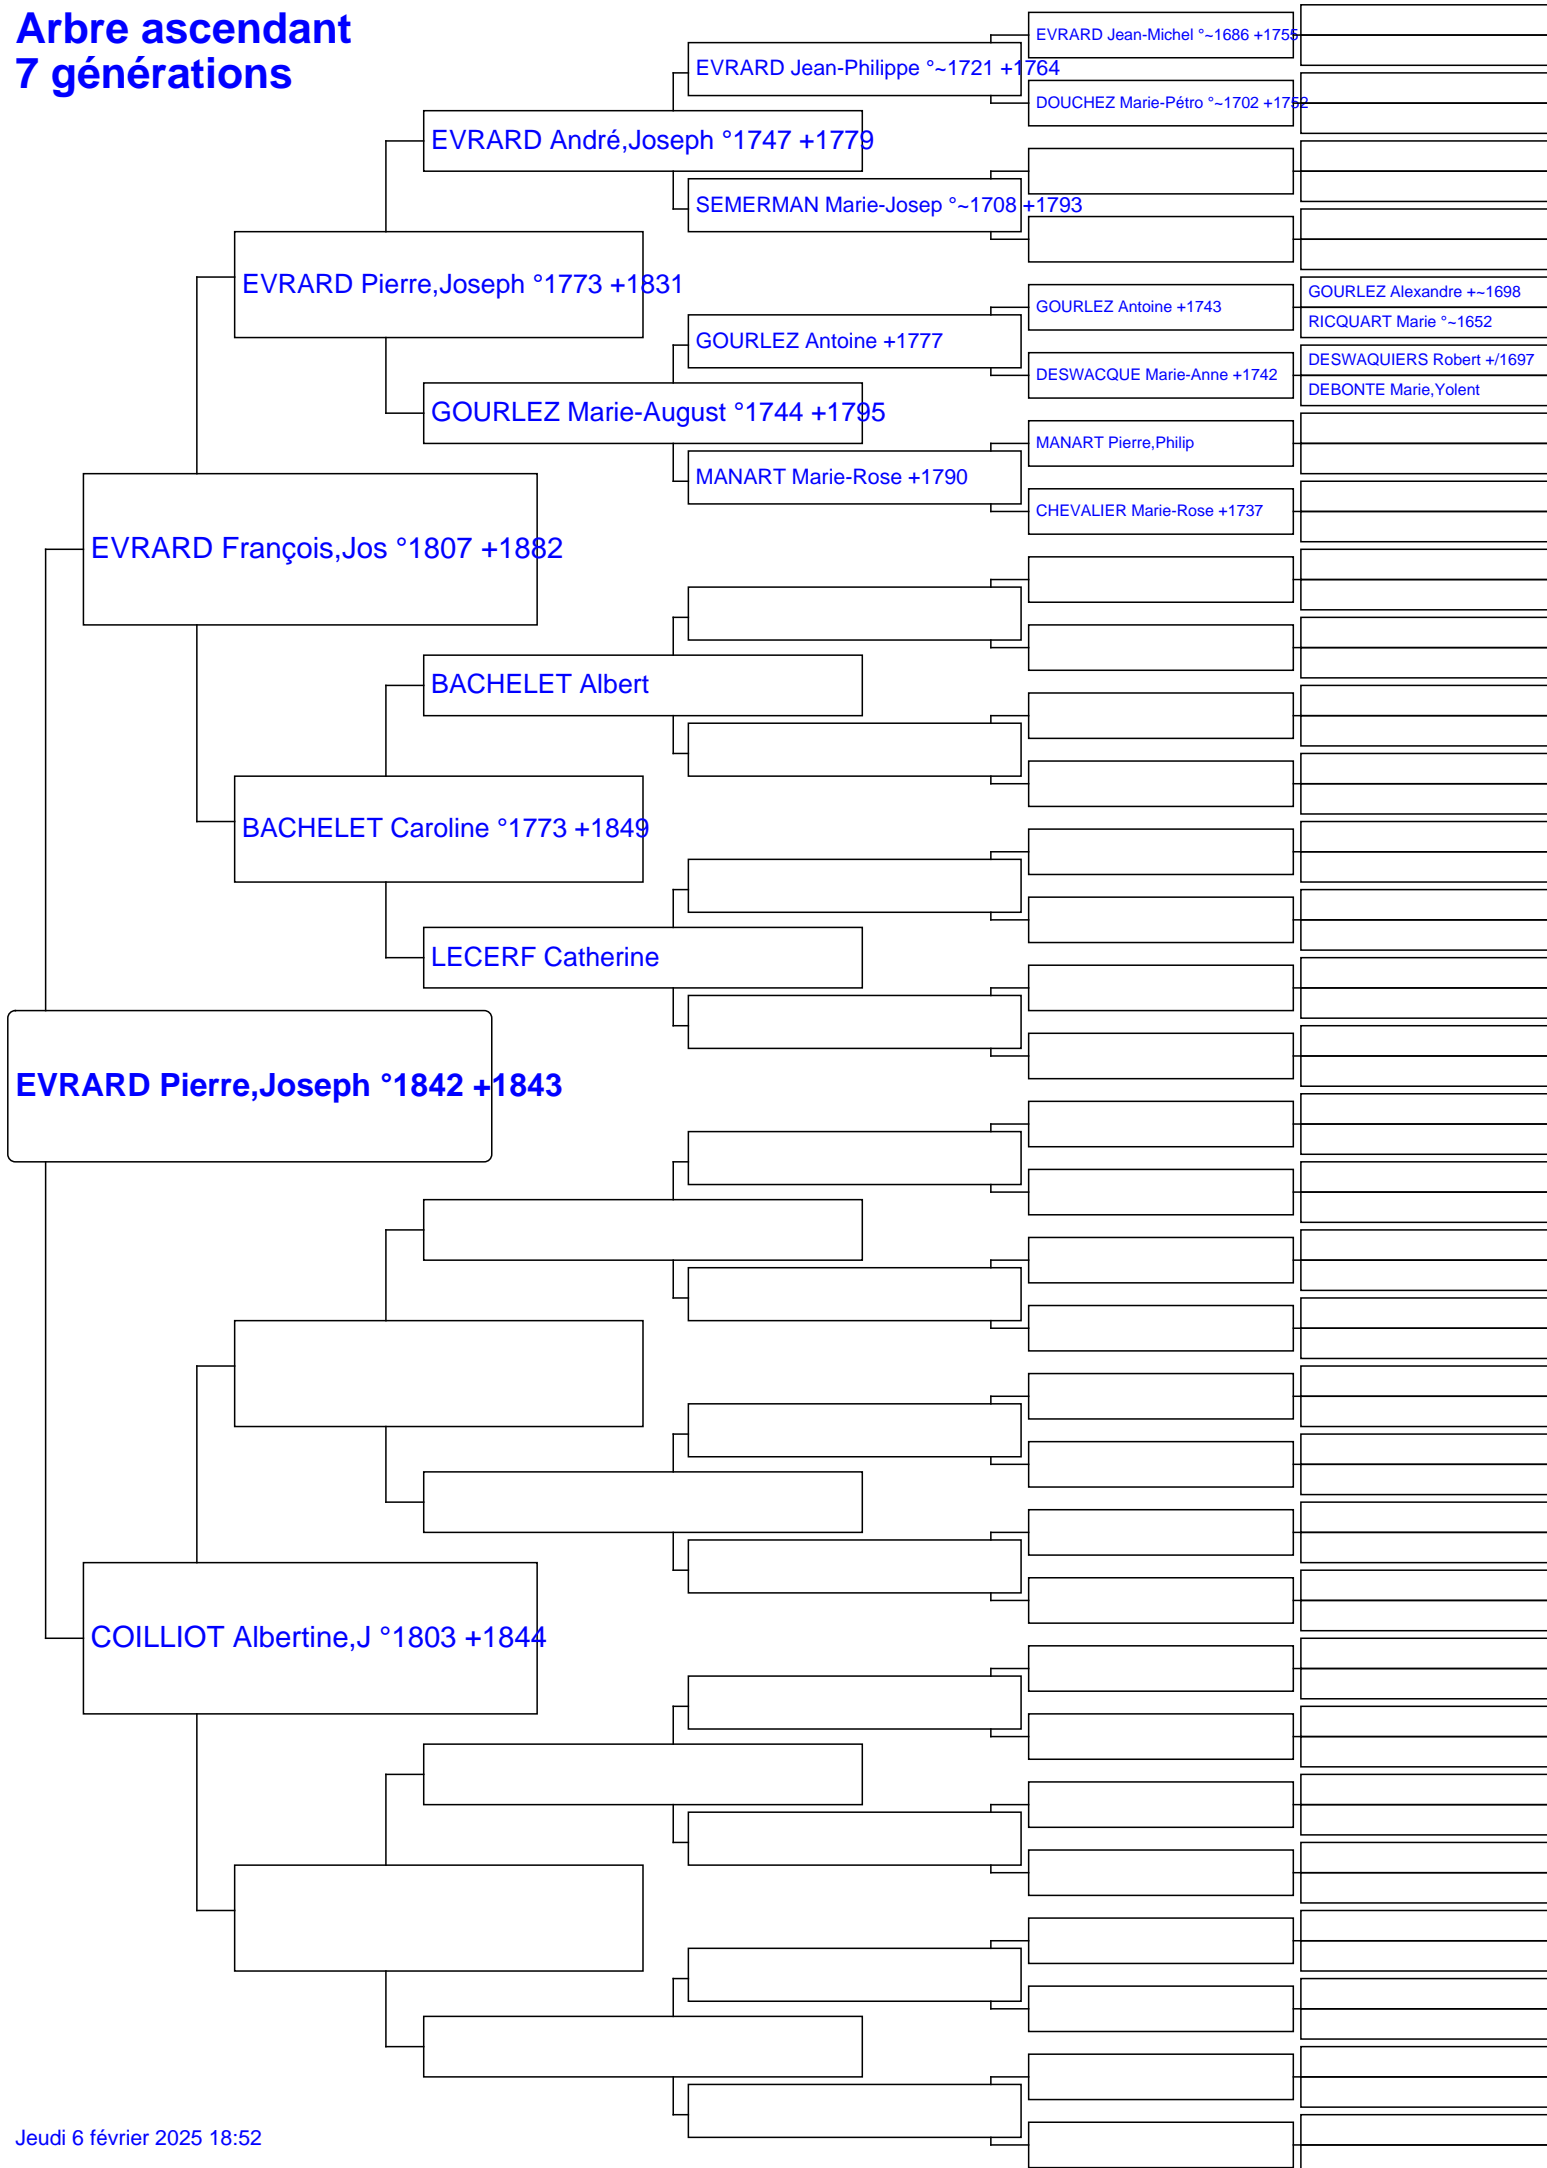 Arbre ascendant
7 générations
EVRARD Jean-Michel °~1686 +1755
EVRARD Jean-Philippe °~1721 +1764
DOUCHEZ Marie-Pétro °~1702 +1752
EVRARD André,Joseph °1747 +1779
SEMERMAN Marie-Josep °~1708 +1793
EVRARD Pierre,Joseph °1773 +1831
GOURLEZ Alexandre +~1698
GOURLEZ Antoine +1743
RICQUART Marie °~1652
GOURLEZ Antoine +1777
DESWAQUIERS Robert +/1697
DESWACQUE Marie-Anne +1742
DEBONTE Marie,Yolent
GOURLEZ Marie-August °1744 +1795
MANART Pierre,Philip
MANART Marie-Rose +1790
CHEVALIER Marie-Rose +1737
EVRARD François,Jos °1807 +1882
BACHELET Albert
BACHELET Caroline °1773 +1849
LECERF Catherine
EVRARD Pierre,Joseph °1842 +1843
COILLIOT Albertine,J °1803 +1844
Jeudi 6 février 2025 18:52